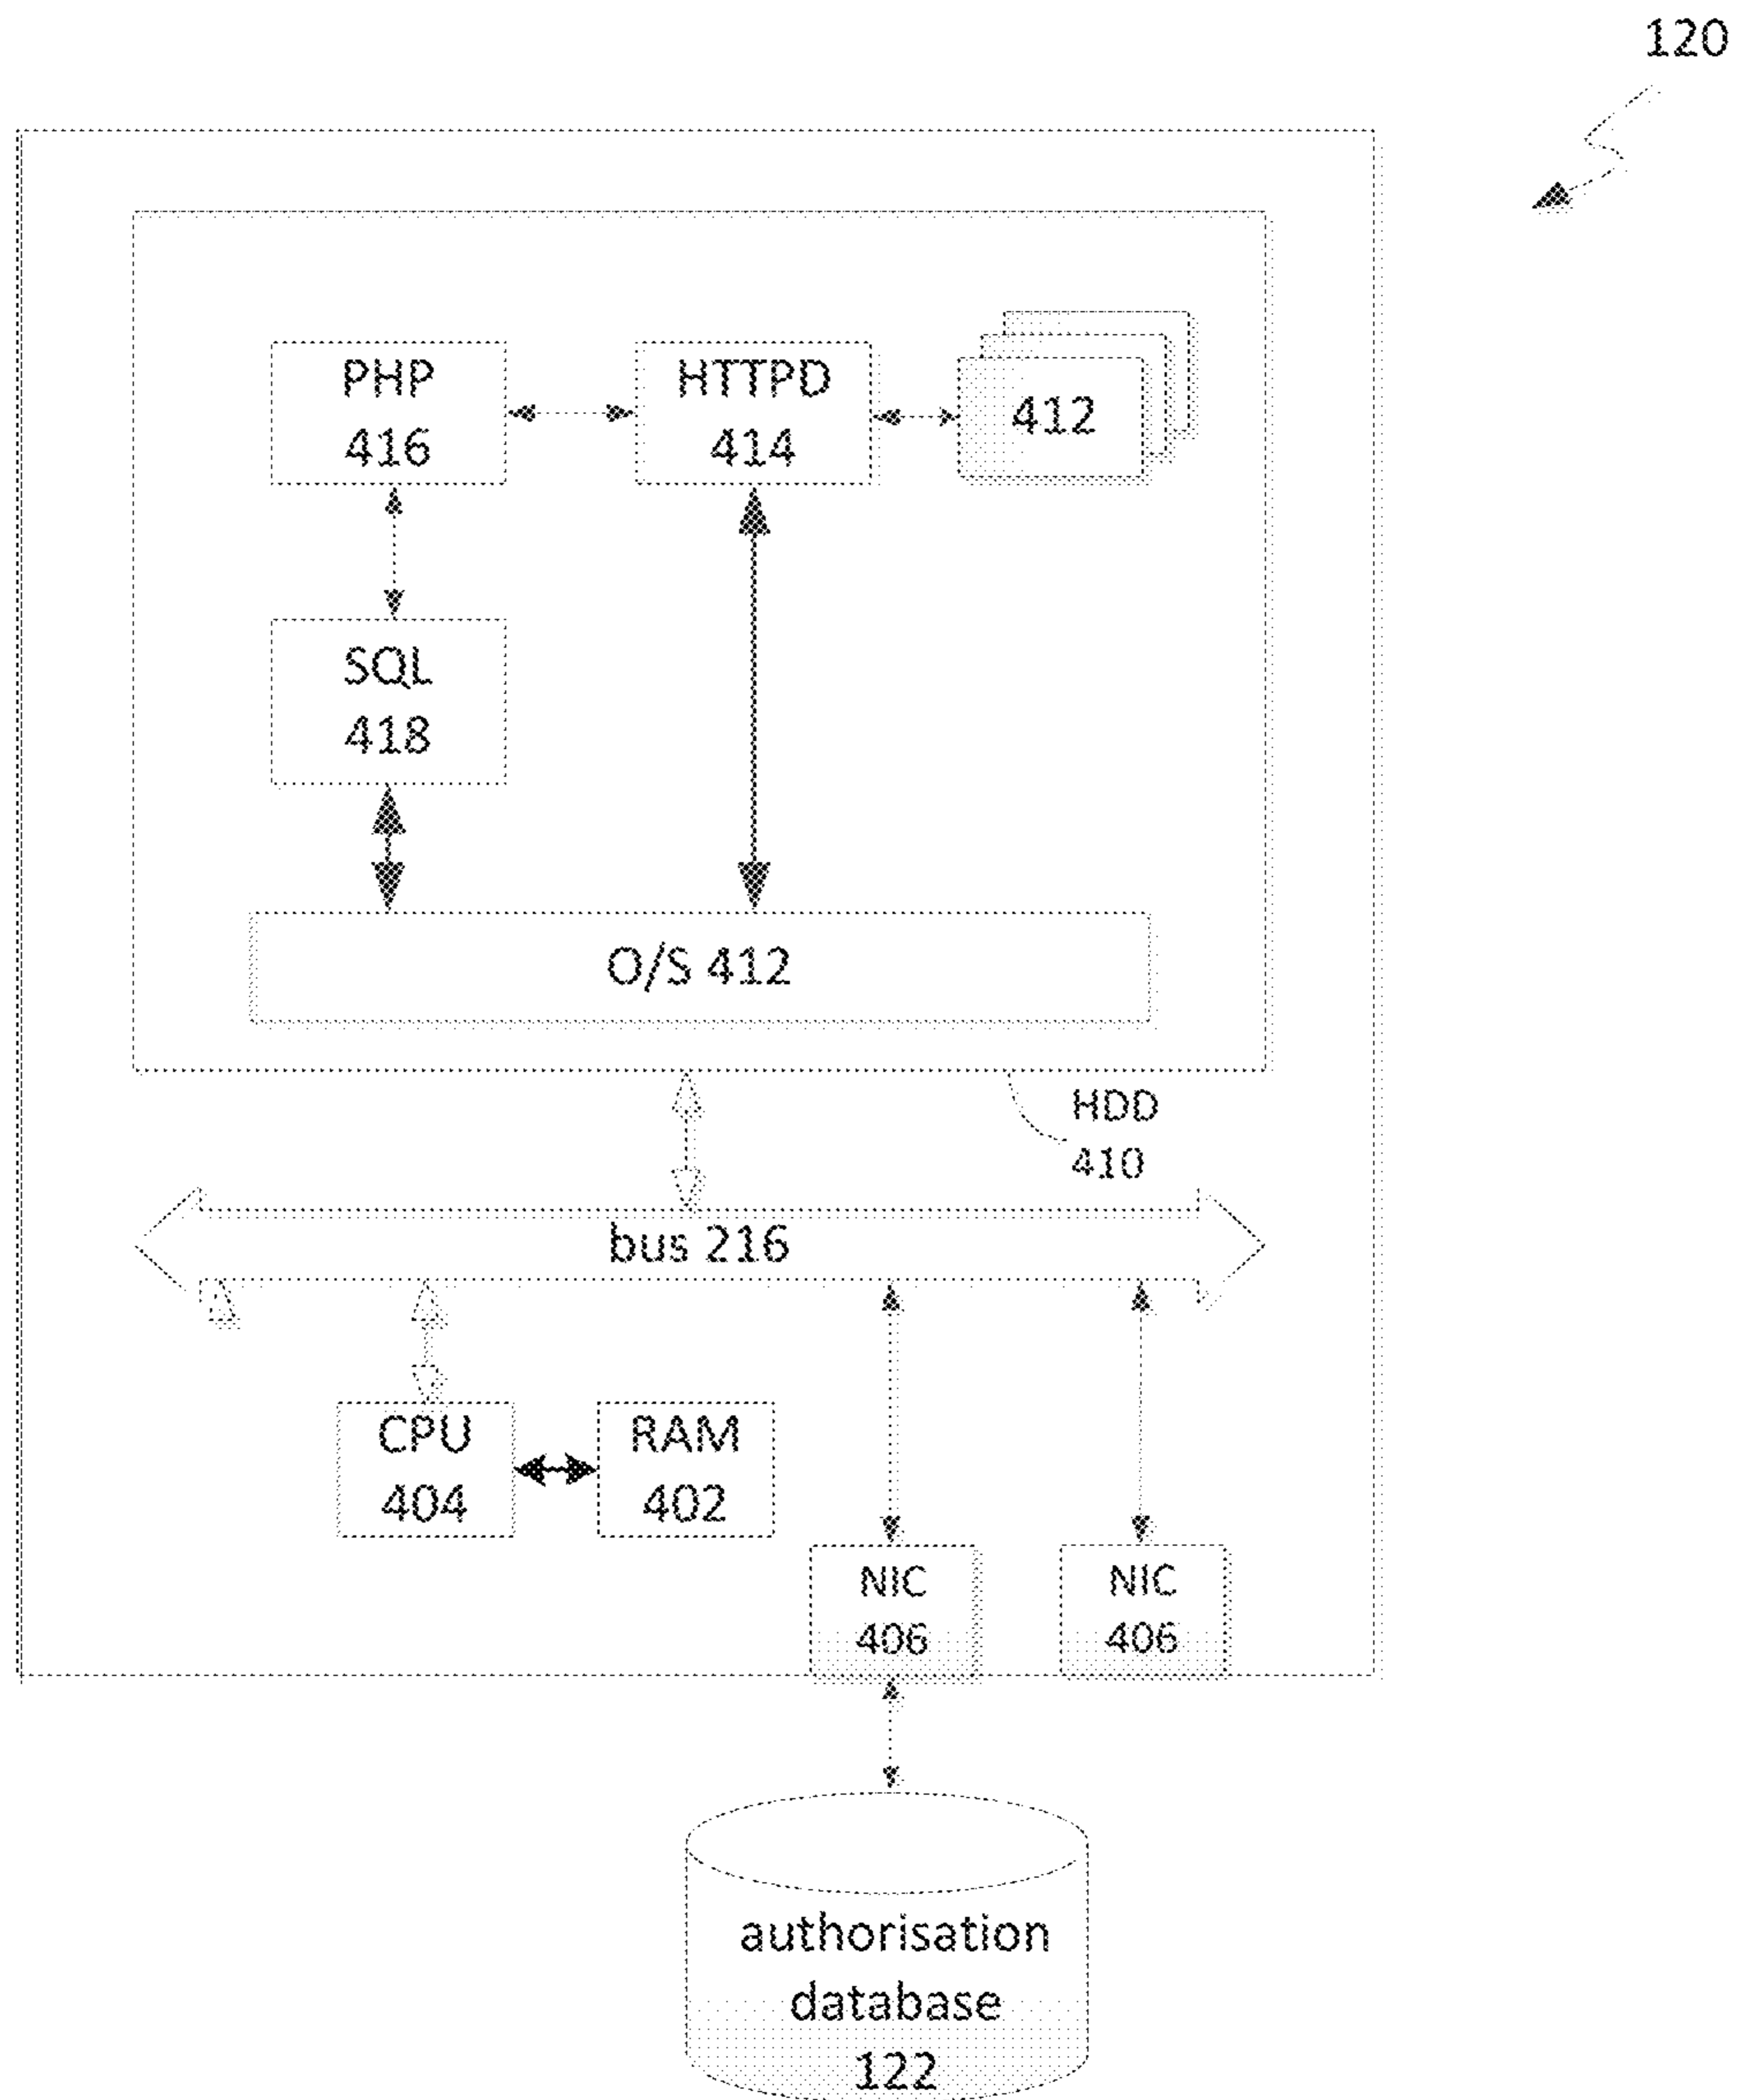 120
PHP
416
HTTPD
414
412
SQL
418
O/S 412
HDD
410
bus 216
CPU
404
RAM
402
NIC
406
NIC
406
authorisation
database
122